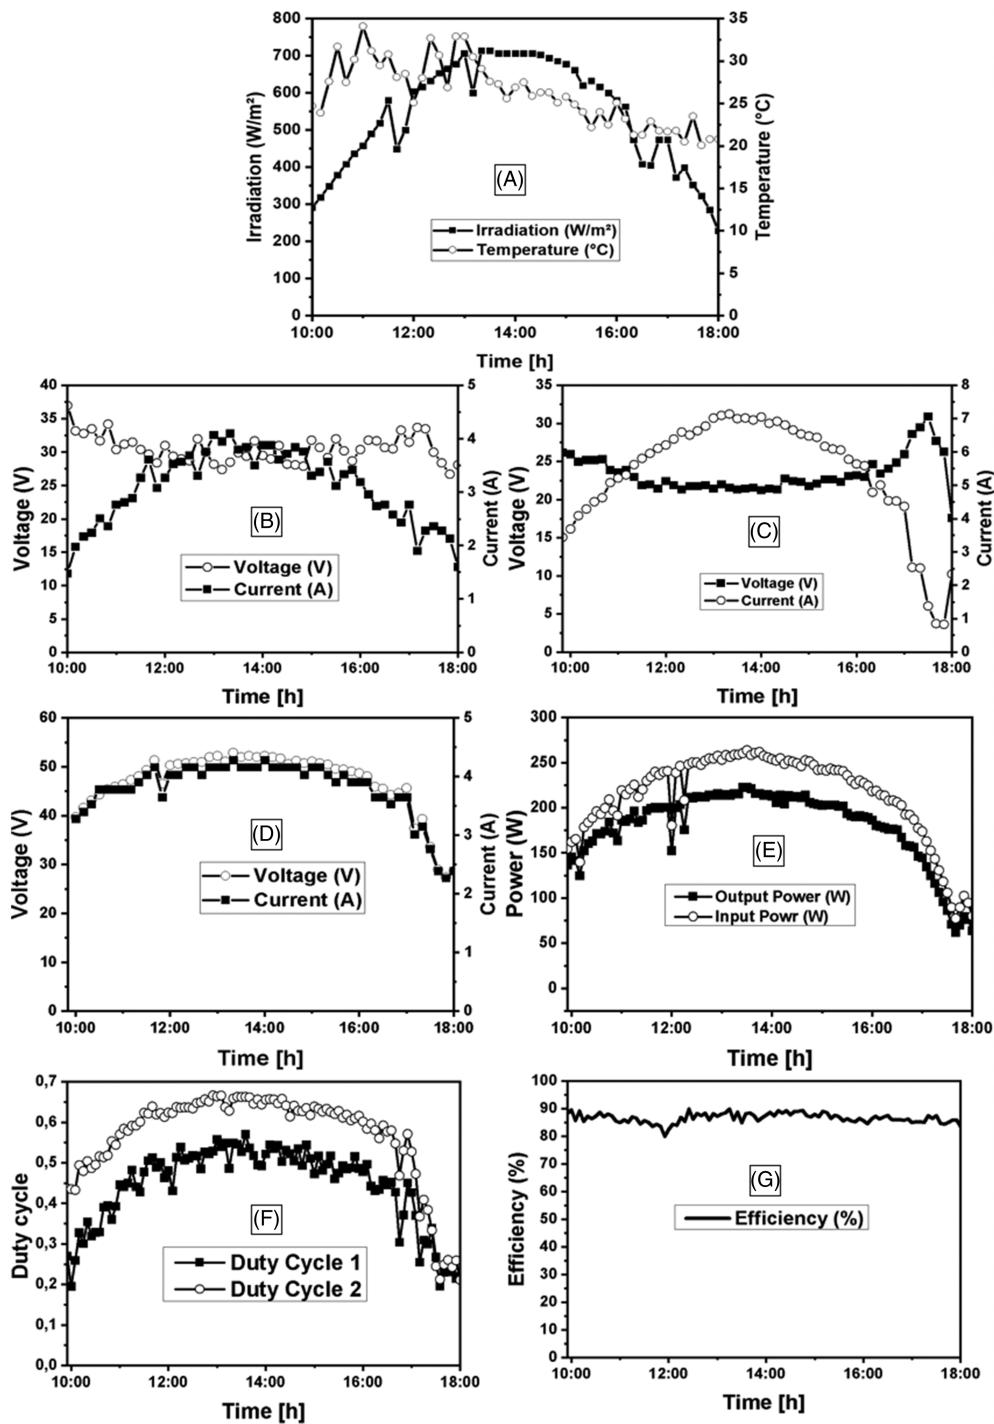 800
700
600
500
400
300
200
100
0
Irradiation (W/m²)
35
30
25
20
15
10
5
0
Temperature (°C)
(A)
Irradiation (W/m²)
Temperature (°C)
10:00 12:00 14:00 16:00 18:00
Time [h]
40
35
30
25
20
15
10
5
0
Voltage (V)
5
4
3
2
1
0
Current (A)
(B)
Voltage (V)
Current (A)
10:00 12:00 14:00 16:00 18:00
Time [h]
35
30
25
20
15
10
5
0
Voltage (V)
8
7
6
5
4
3
2
1
0
Current (A)
(C)
Voltage (V)
Current (A)
10:00 12:00 14:00 16:00 18:00
Time [h]
60
50
40
30
20
10
0
Voltage (V)
5
4
3
2
1
0
Current (A)
(D)
Voltage (V)
Current (A)
10:00 12:00 14:00 16:00 18:00
Time [h]
300
250
200
150
100
50
0
Power (W)
(E)
Output Power (W)
Input Powr (W)
10:00 12:00 14:00 16:00 18:00
Time [h]
0,7
0,6
0,5
0,4
0,3
0,2
0,1
0,0
Duty cycle
(F)
Duty Cycle 1
Duty Cycle 2
10:00 12:00 14:00 16:00 18:00
Time [h]
100
90
80
70
60
50
40
30
20
10
0
Efficiency (%)
(G)
Efficiency (%)
10:00 12:00 14:00 16:00 18:00
Time [h]